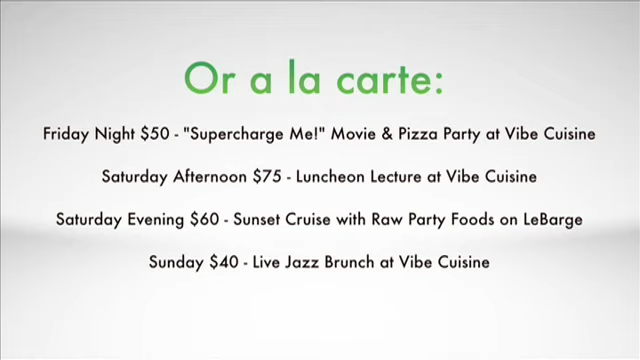 Or a la carte:
Friday Night $50 - "Supercharge Me!" Movie & Pizza Party at Vibe Cuisine
Saturday Afternoon $75 - Luncheon Lecture at Vibe Cuisine
Saturday Evening $60 - Sunset Cruise with Raw Party Foods on LeBarge
Sunday $40 - Live Jazz Brunch at Vibe Cuisine